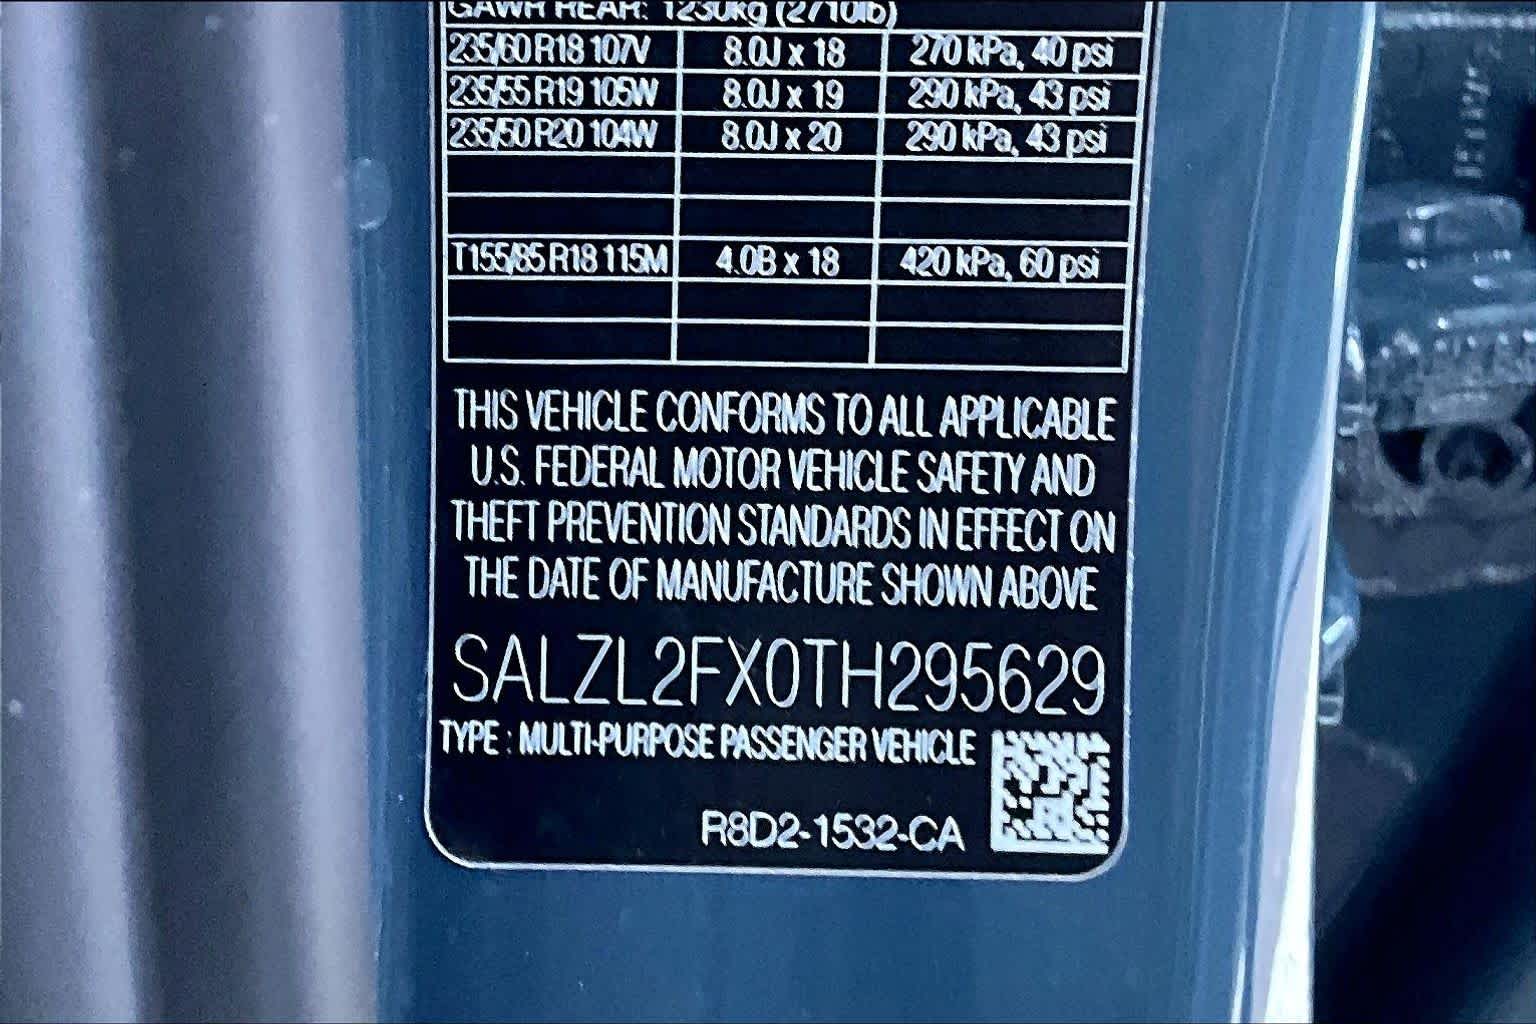 GAWR REAR: 1230kg (2710lb)
235/60 R18 107V 8.0J x 18 270 kPa, 40 psi
235/55 R19 105W 8.0J x 19 290 kPa, 43 psi
235/50 R20 104W 8.0J x 20 290 kPa, 43 psi
T155/85 R18 115M 4.0B x 18 420 kPa, 60 psi
THIS VEHICLE CONFORMS TO ALL APPLICABLE
U.S. FEDERAL MOTOR VEHICLE SAFETY AND
THEFT PREVENTION STANDARDS IN EFFECT ON
THE DATE OF MANUFACTURE SHOWN ABOVE
SALZL2FX0TH295629
TYPE : MULTI-PURPOSE PASSENGER VEHICLE
R8D2-1532-CA